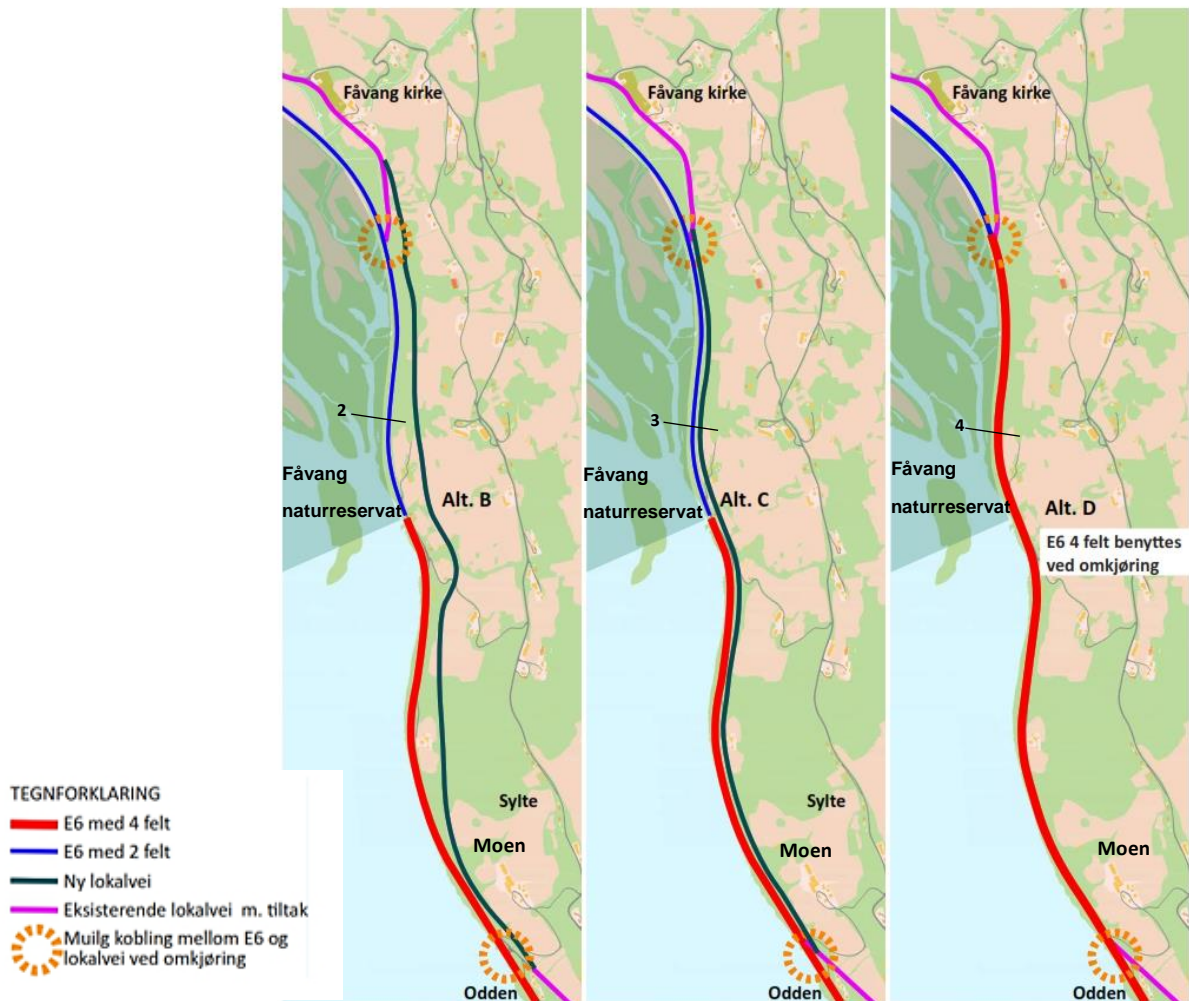 Fåvang kirke
2
Fåvang
naturreservat
Alt. B
Sylte
Moen
Odden
Fåvang kirke
3
Fåvang
naturreservat
Alt. C
Sylte
Moen
Odden
Fåvang kirke
4
Fåvang
naturreservat
Alt. D
E6 4 felt benyttes
ved omkjøring
Moen
Odden
TEGNFORKLARING
E6 med 4 felt
E6 med 2 felt
Ny lokalvei
Eksisterende lokalvei m. tiltak
Muilg kobling mellom E6 og
lokalvei ved omkjøring